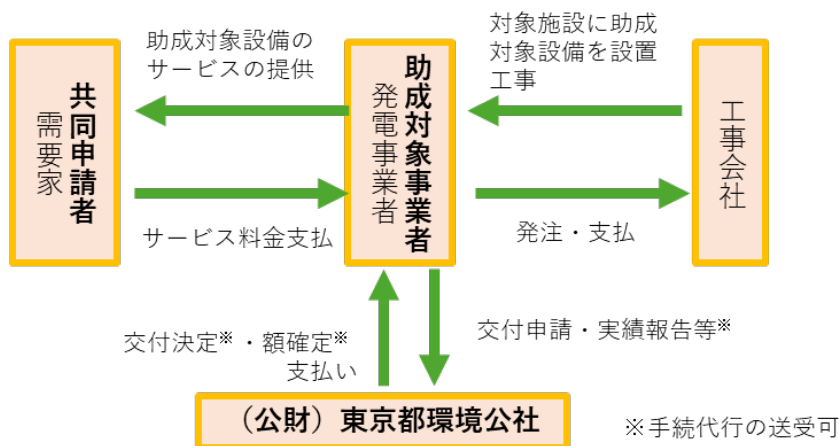 助成対象設備の
サービスの提供
対象施設に助成
対象設備を設置
工事
共同申請者
需要家
助成対象事業者
発電事業者
工事会社
サービス料金支払
発注・支払
交付決定※・額確定※
支払い
交付申請・実績報告等※
（公財）東京都環境公社
※手続代行の送受可